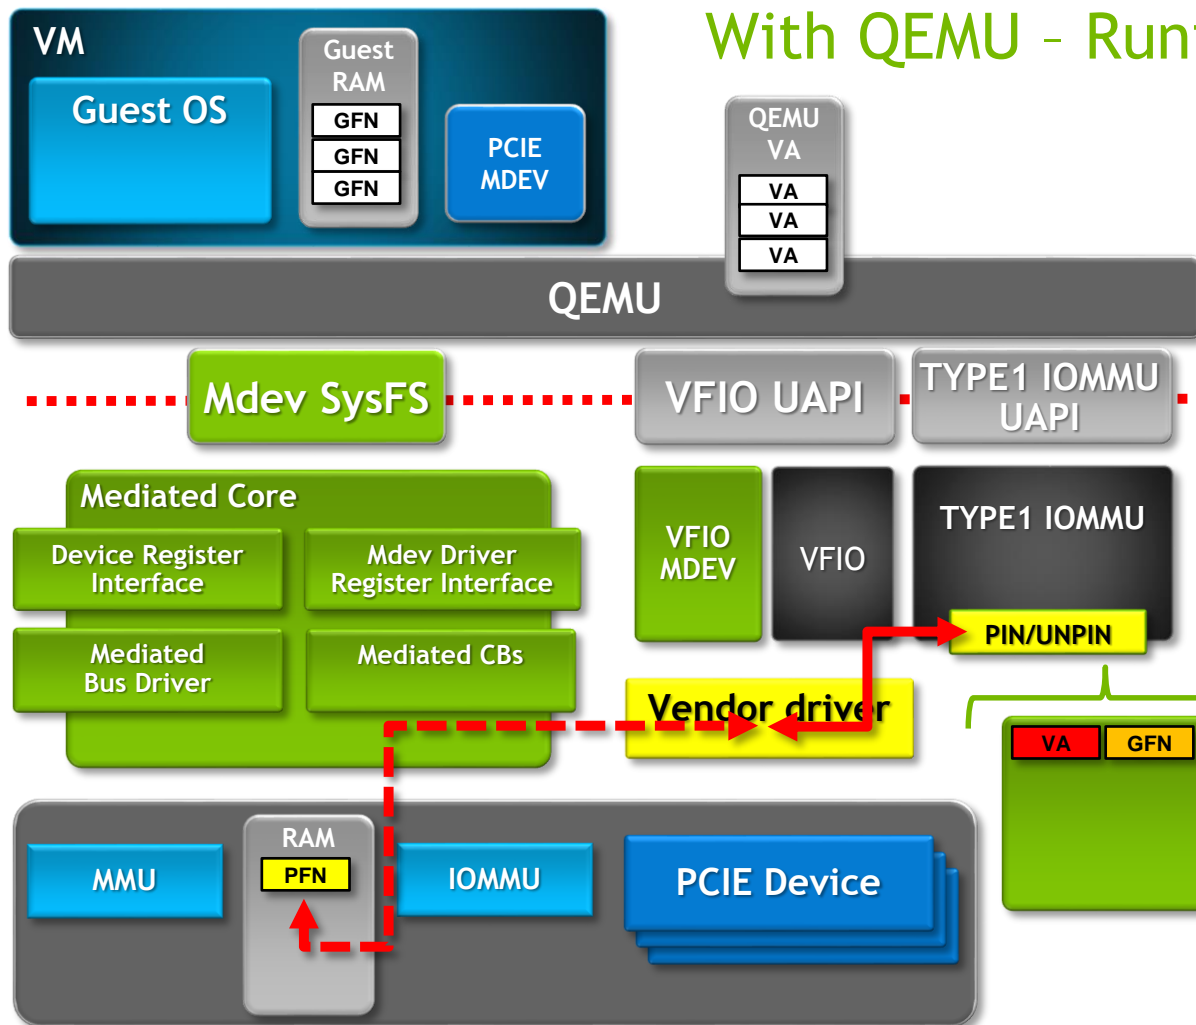 With QEMU – Run
VM
Guest
RAM
Guest OS
GFN
GFN
GFN
PCIE
MDEV
QEMU
VA
VA
VA
VA
QEMU
Mdev SysFS
VFIO UAPI
TYPE1 IOMMU
UAPI
Mediated Core
Device Register
Interface
Mdev Driver
Register Interface
Mediated
Bus Driver
Mediated CBs
VFIO
MDEV
VFIO
TYPE1 IOMMU
PIN/UNPIN
Vendor driver
VA
GFN
RAM
PFN
MMU
IOMMU
PCIE Device